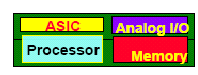 ASIC
Analog I/O
Processor
Memory